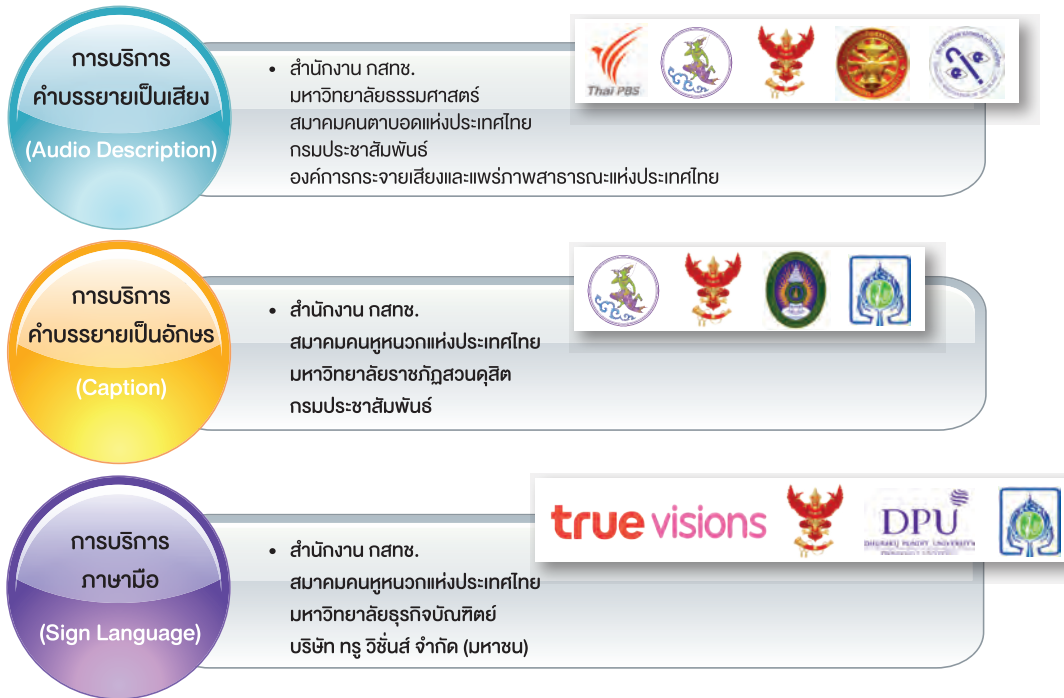 การบริการ
คำบรรยายเป็นเสียง
(Audio Description)
• สำนักงาน กสทช.
มหาวิทยาลัยธรรมศาสตร์
สมาคมคนตาบอดแห่งประเทศไทย
กรมประชาสัมพันธ์
องค์การกระจายเสียงและแพร่ภาพสาธารณะแห่งประเทศไทย
Thai PBS
การบริการ
คำบรรยายเป็นอักษร
(Caption)
• สำนักงาน กสทช.
สมาคมคนหูหนวกแห่งประเทศไทย
มหาวิทยาลัยราชภัฏสวนดุสิต
กรมประชาสัมพันธ์
การบริการ
ภาษามือ
(Sign Language)
• สำนักงาน กสทช.
สมาคมคนหูหนวกแห่งประเทศไทย
มหาวิทยาลัยธุรกิจบัณฑิตย์
บริษัท ทรู วิชั่นส์ จำกัด (มหาชน)
true visions
DPU
DHURAKIJ PUNDIT UNIVERSITY